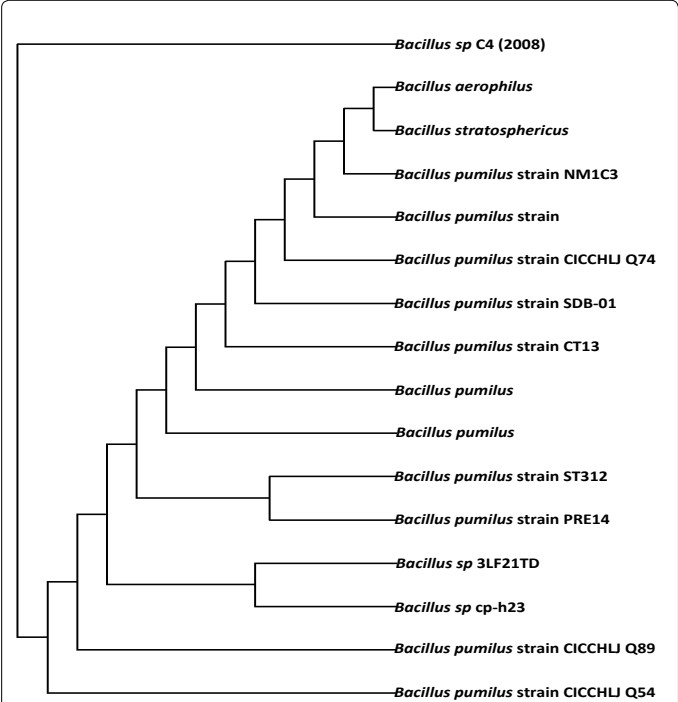 Bacillus sp C4 (2008)
Bacillus aerophilus
Bacillus stratosphericus
Bacillus pumilus strain NM1C3
Bacillus pumilus strain
Bacillus pumilus strain CICCHLJ Q74
Bacillus pumilus strain SDB-01
Bacillus pumilus strain CT13
Bacillus pumilus
Bacillus pumilus
Bacillus pumilus strain ST312
Bacillus pumilus strain PRE14
Bacillus sp 3LF21TD
Bacillus sp cp-h23
Bacillus pumilus strain CICCHLJ Q89
Bacillus pumilus strain CICCHLJ Q54